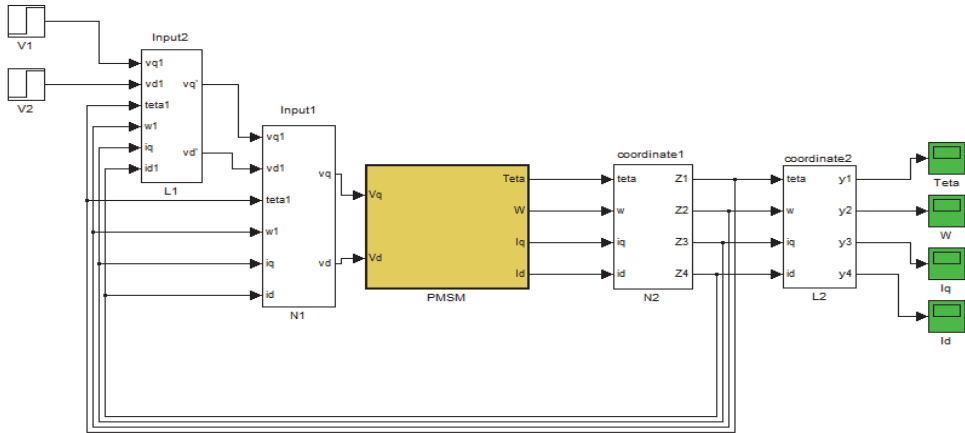 V1
V2
Input2
vq1
vd1
teta1
w1
iq
id1
vq'
vd'
L1
Input1
vq1
vd1
teta1
w1
iq
id
vq
vd
N1
Vq
Vd
Teta
W
Iq
Id
PMSM
coordinate1
teta
w
iq
id
Z1
Z2
Z3
Z4
N2
coordinate2
teta
w
iq
id
y1
y2
y3
y4
L2
Teta
W
Iq
Id